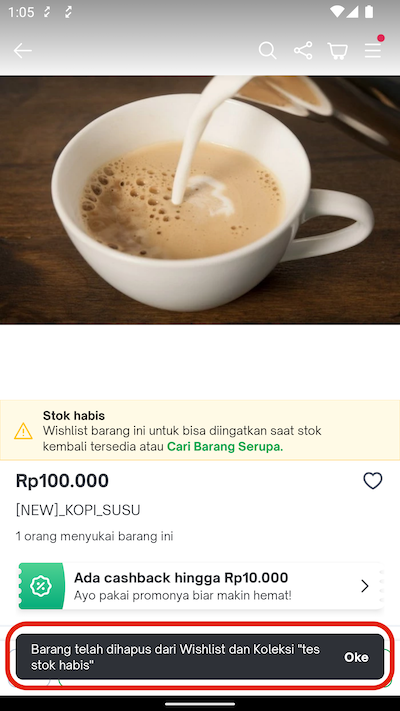 1:05
Stok habis
Wishlist barang ini untuk bisa diingatkan saat stok
kembali tersedia atau Cari Barang Serupa.
Rp100.000
[NEW]_KOPI_SUSU
1 orang menyukai barang ini
Ada cashback hingga Rp10.000
Ayo pakai promonya biar makin hemat!
Barang telah dihapus dari Wishlist dan Koleksi "tes
stok habis"
Oke